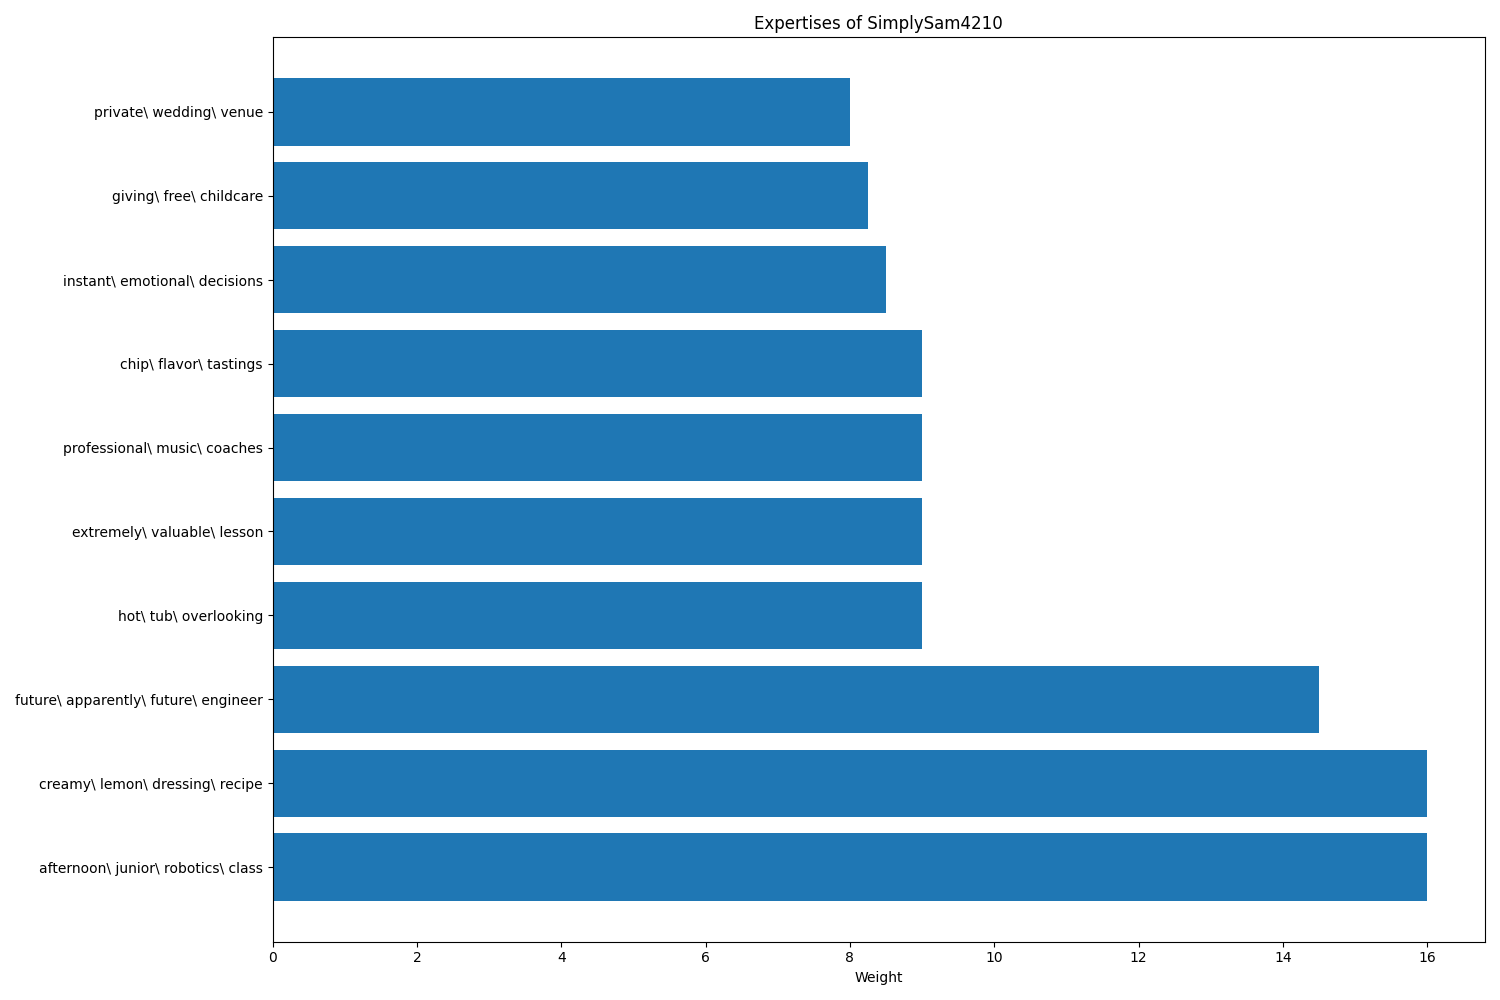 Expertises of SimplySam4210
private\ wedding\ venue
giving\ free\ childcare
instant\ emotional\ decisions
chip\ flavor\ tastings
professional\ music\ coaches
extremely\ valuable\ lesson
hot\ tub\ overlooking
future\ apparently\ future\ engineer
creamy\ lemon\ dressing\ recipe
afternoon\ junior\ robotics\ class
0 2 4 6 8 10 12 14 16
Weight